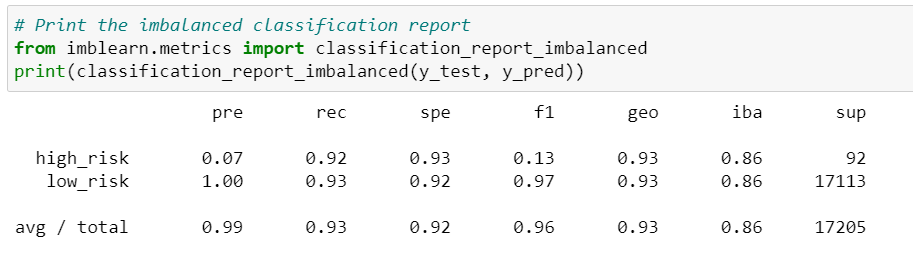 # Print the imbalanced classification report
from imblearn.metrics import classification_report_imbalanced
print(classification_report_imbalanced(y_test, y_pred))
pre rec spe f1 geo iba sup
high_risk 0.07 0.92 0.93 0.13 0.93 0.86 92
low_risk 1.00 0.93 0.92 0.97 0.93 0.86 17113
avg / total 0.99 0.93 0.92 0.96 0.93 0.86 17205